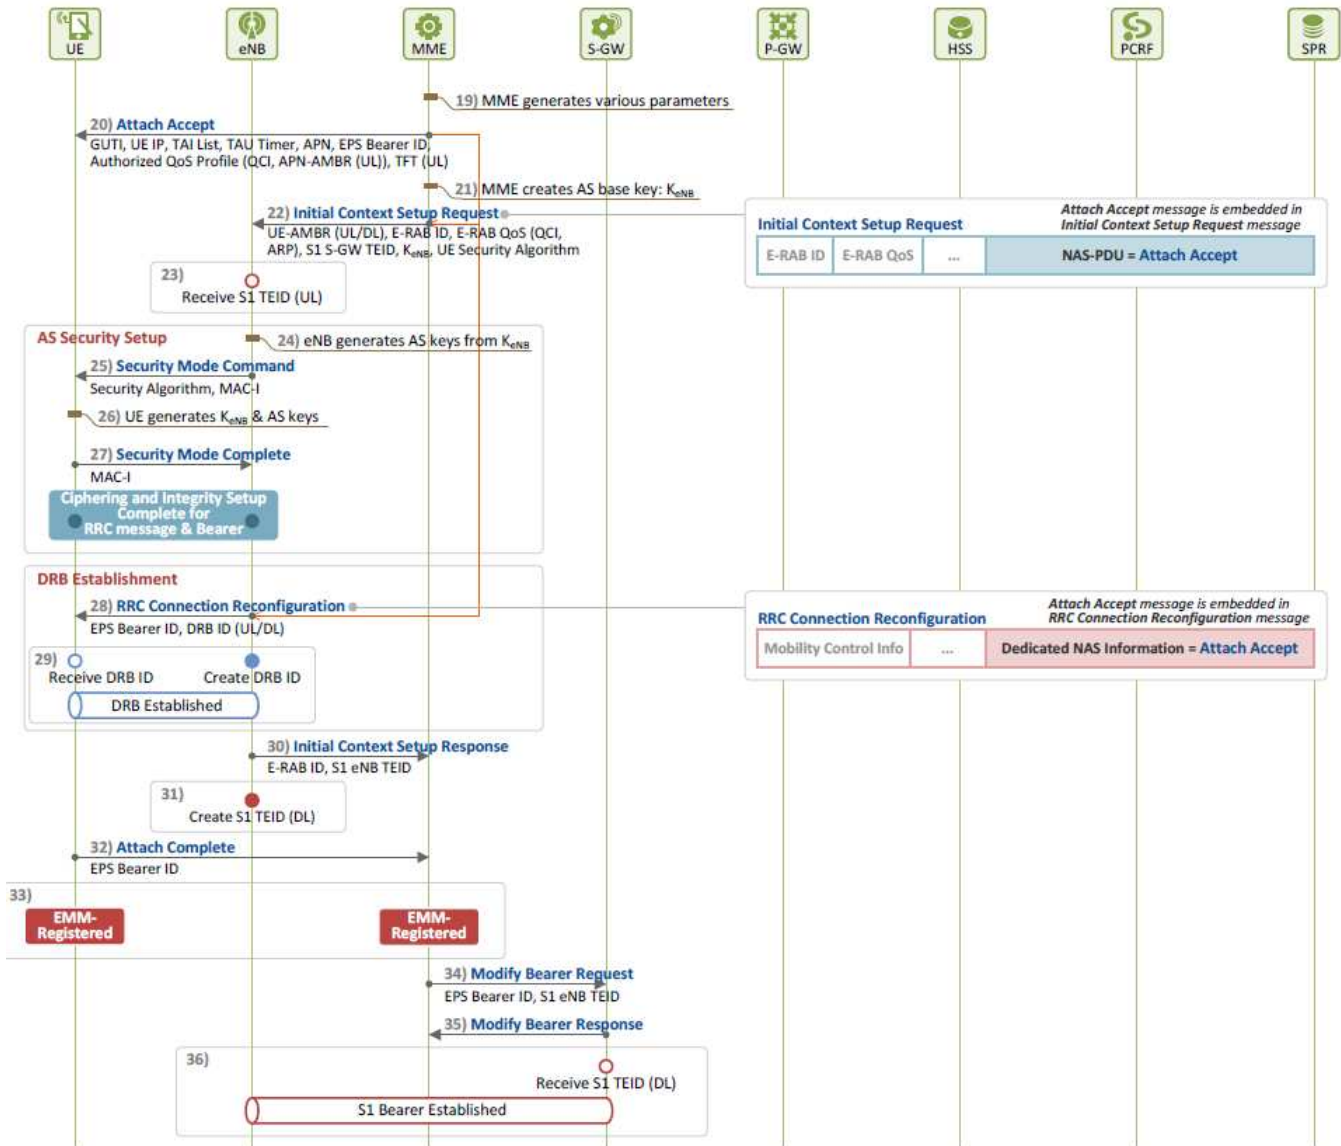 UE
eNB
MME
S-GW
P-GW
HSS
PCRF
SPR
19) MME generates various parameters
20) Attach Accept
GUTI, UE IP, TAI List, TAU Timer, APN, EPS Bearer ID,
Authorized QoS Profile (QCI, APN-AMBR (UL)), TFT (UL)
21) MME creates AS base key: KeNB
22) Initial Context Setup Request
UE-AMBR (UL/DL), E-RAB ID, E-RAB QoS (QCI,
ARP), S1 S-GW TEID, KeNB, UE Security Algorithm
Attach Accept message is embedded in
Initial Context Setup Request message
Initial Context Setup Request
E-RAB ID
E-RAB QoS
...
NAS-PDU = Attach Accept
23)
Receive S1 TEID (UL)
AS Security Setup
24) eNB generates AS keys from KeNB
25) Security Mode Command
Security Algorithm, MAC-I
26) UE generates KeNB & AS keys
27) Security Mode Complete
MAC-I
Ciphering and Integrity Setup
Complete for
RRC message & Bearer
DRB Establishment
28) RRC Connection Reconfiguration
EPS Bearer ID, DRB ID (UL/DL)
Attach Accept message is embedded in
RRC Connection Reconfiguration message
RRC Connection Reconfiguration
Mobility Control Info
...
Dedicated NAS Information = Attach Accept
29)
Receive DRB ID
Create DRB ID
DRB Established
30) Initial Context Setup Response
E-RAB ID, S1 eNB TEID
31)
Create S1 TEID (DL)
32) Attach Complete
EPS Bearer ID
33)
EMM-
Registered
EMM-
Registered
34) Modify Bearer Request
EPS Bearer ID, S1 eNB TEID
35) Modify Bearer Response
36)
Receive S1 TEID (DL)
S1 Bearer Established